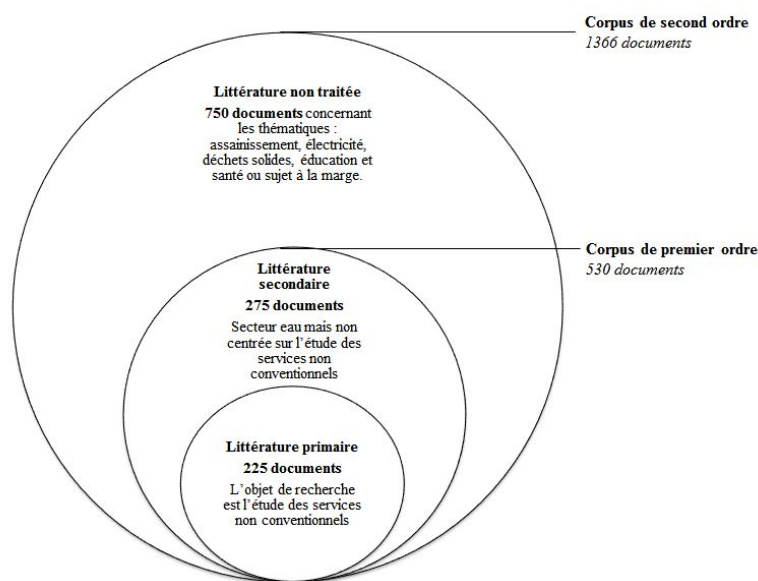 Corpus de second ordre
1366 documents
Littérature non traitée
750 documents concernant
les thématiques :
assainissement, électricité,
déchets solides, éducation et
santé ou sujet à la marge.
Corpus de premier ordre
530 documents
Littérature
secondaire
275 documents
Secteur eau mais non
centrée sur l’étude des
services non
conventionnels
Littérature primaire
225 documents
L’objet de recherche
est l’étude des services
non conventionnels